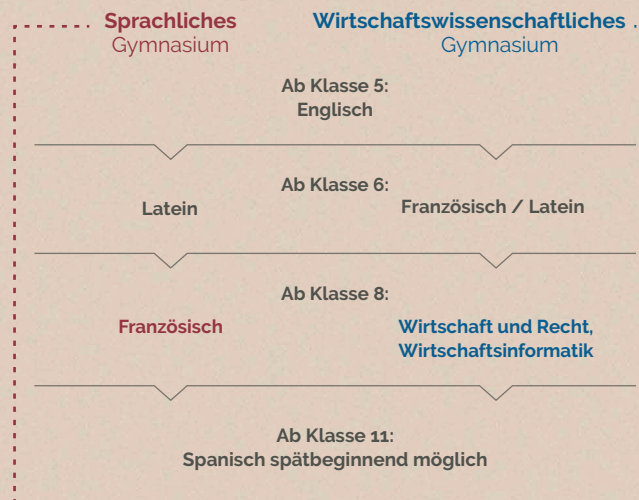 Sprachliches
Gymnasium
Wirtschaftswissenschaftliches
Gymnasium
Ab Klasse 5:
Englisch
Ab Klasse 6:
Latein
Französisch / Latein
Ab Klasse 8:
Französisch
Wirtschaft und Recht,
Wirtschaftsinformatik
Ab Klasse 11:
Spanisch spätbeginnend möglich